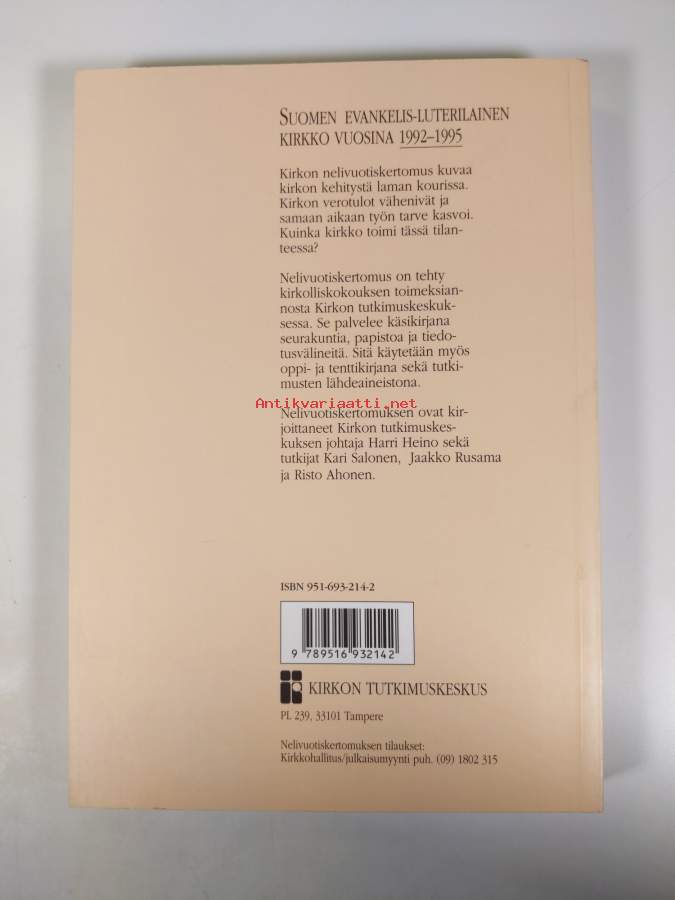 SUOMEN EVANKELIS-LUTERILAINEN
KIRKKO VUOSINA 1992–1995
Kirkon nelivuotiskertomus kuvaa
kirkon kehitystä laman kourissa.
Kirkon verotulot vähenivät ja
samaan aikaan työn tarve kasvoi.
Kuinka kirkko toimi tässä tilan-
teessa?
Nelivuotiskertomus on tehty
kirkolliskokouksen toimeksian-
nosta Kirkon tutkimuskeskuk-
sessa. Se palvelee käsikirjana
seurakuntia, papistoa ja tiedo-
tusvälineitä. Sitä käytetään myös
oppi- ja tenttikirjana sekä tutki-
musten lähdeaineistona.
Antikvariaatti.net
Nelivuotiskertomuksen ovat kir-
joittaneet Kirkon tutkimuskes-
kuksen johtaja Harri Heino sekä
tutkijat Kari Salonen, Jaakko Rusama
ja Risto Ahonen.
ISBN 951-693-214-2
9 789516 932142
KIRKON TUTKIMUSKESKUS
PL 239, 33101 Tampere
Nelivuotiskertomuksen tilaukset:
Kirkkohallitus/julkaisumyynti puh. (09) 1802 315